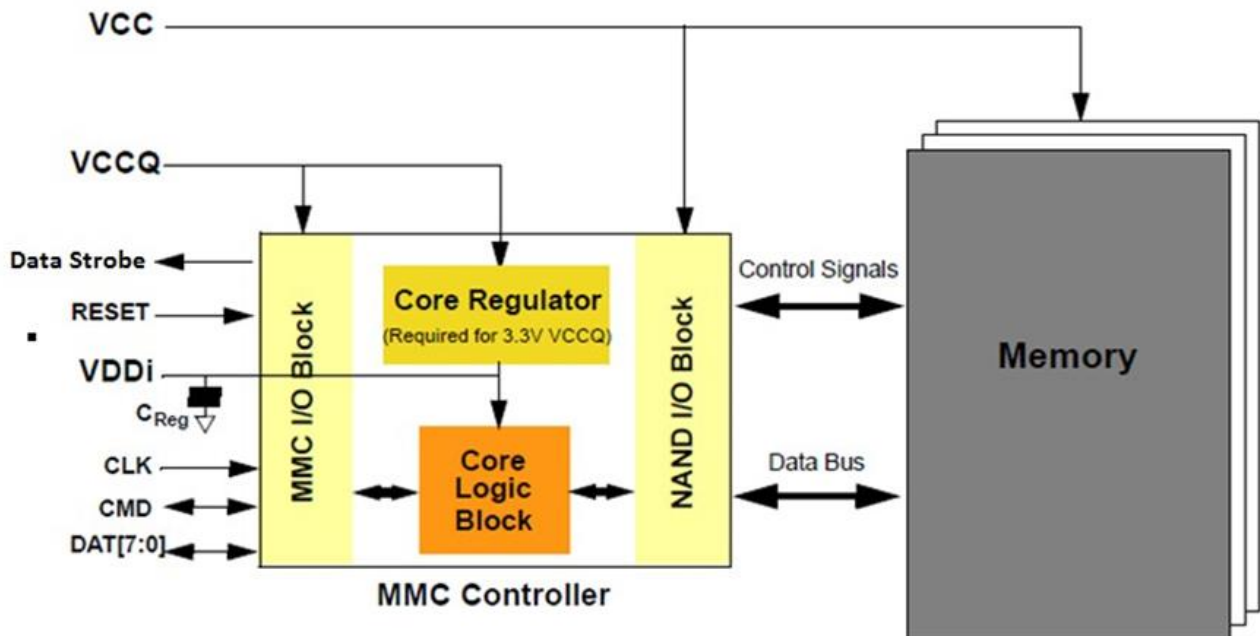 VCC
VCCQ
Data Strobe
RESET
VDDi
C Reg
CLK
CMD
DAT[7:0]
MMC I/O Block
Core Regulator
(Required for 3.3V VCCQ)
Core
Logic
Block
NAND I/O Block
MMC Controller
Control Signals
Data Bus
Memory